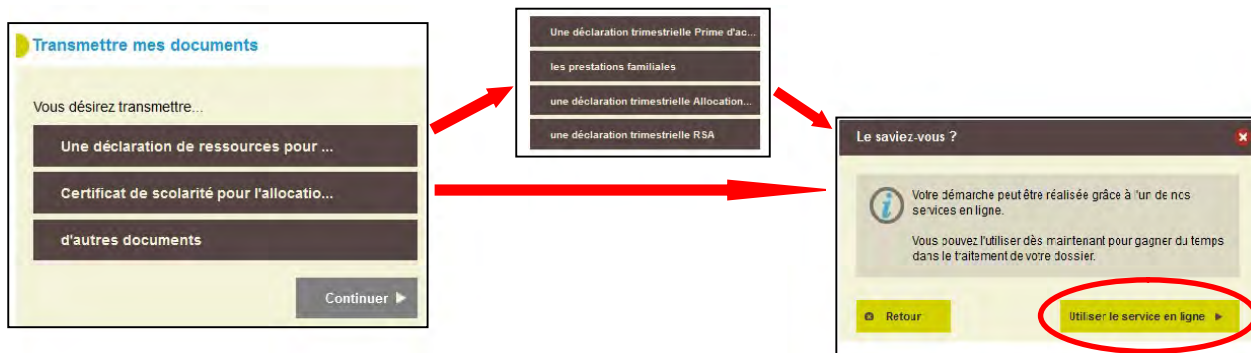 Transmettre mes documents
Vous désirez transmettre...
Une déclaration de ressources pour ...
Certificat de scolarité pour l'allocatio...
d'autres documents
Continuer
Une déclaration trimestrielle Prime d'ac...
les prestations familiales
une déclaration trimestrielle Allocation...
une déclaration trimestrielle RSA
Le saviez-vous ?
Votre démarche peut être réalisée grâce à l'un de nos
services en ligne.
Vous pouvez l'utiliser dès maintenant pour gagner du temps
dans le traitement de votre dossier.
Retour
Utiliser le service en ligne